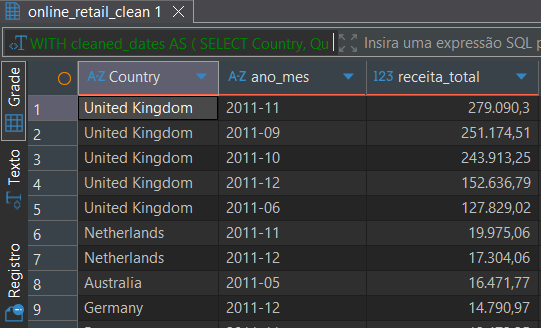 online_retail_clean 1
WITH cleaned_dates AS ( SELECT Country, Qu
Insira uma expressão SQL p
Grade
Texto
Registro
A-Z Country
A-Z ano_mes
123 receita_total
1 United Kingdom 2011-11 279.090,3
2 United Kingdom 2011-09 251.174,51
3 United Kingdom 2011-10 243.913,25
4 United Kingdom 2011-12 152.636,79
5 United Kingdom 2011-06 127.829,02
6 Netherlands 2011-11 19.975,06
7 Netherlands 2011-12 17.304,06
8 Australia 2011-05 16.471,77
9 Germany 2011-12 14.790,97